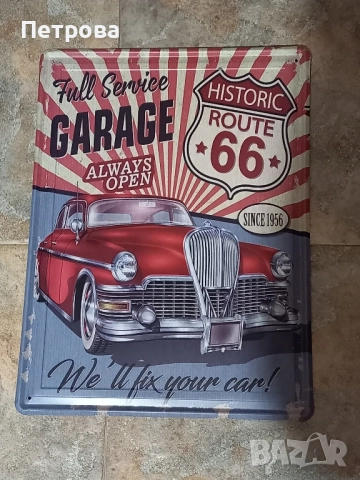 Петрова
Full Service
GARAGE
ALWAYS
OPEN
HISTORIC
ROUTE
66
SINCE 1956
We'll fix your car!
BAZAR